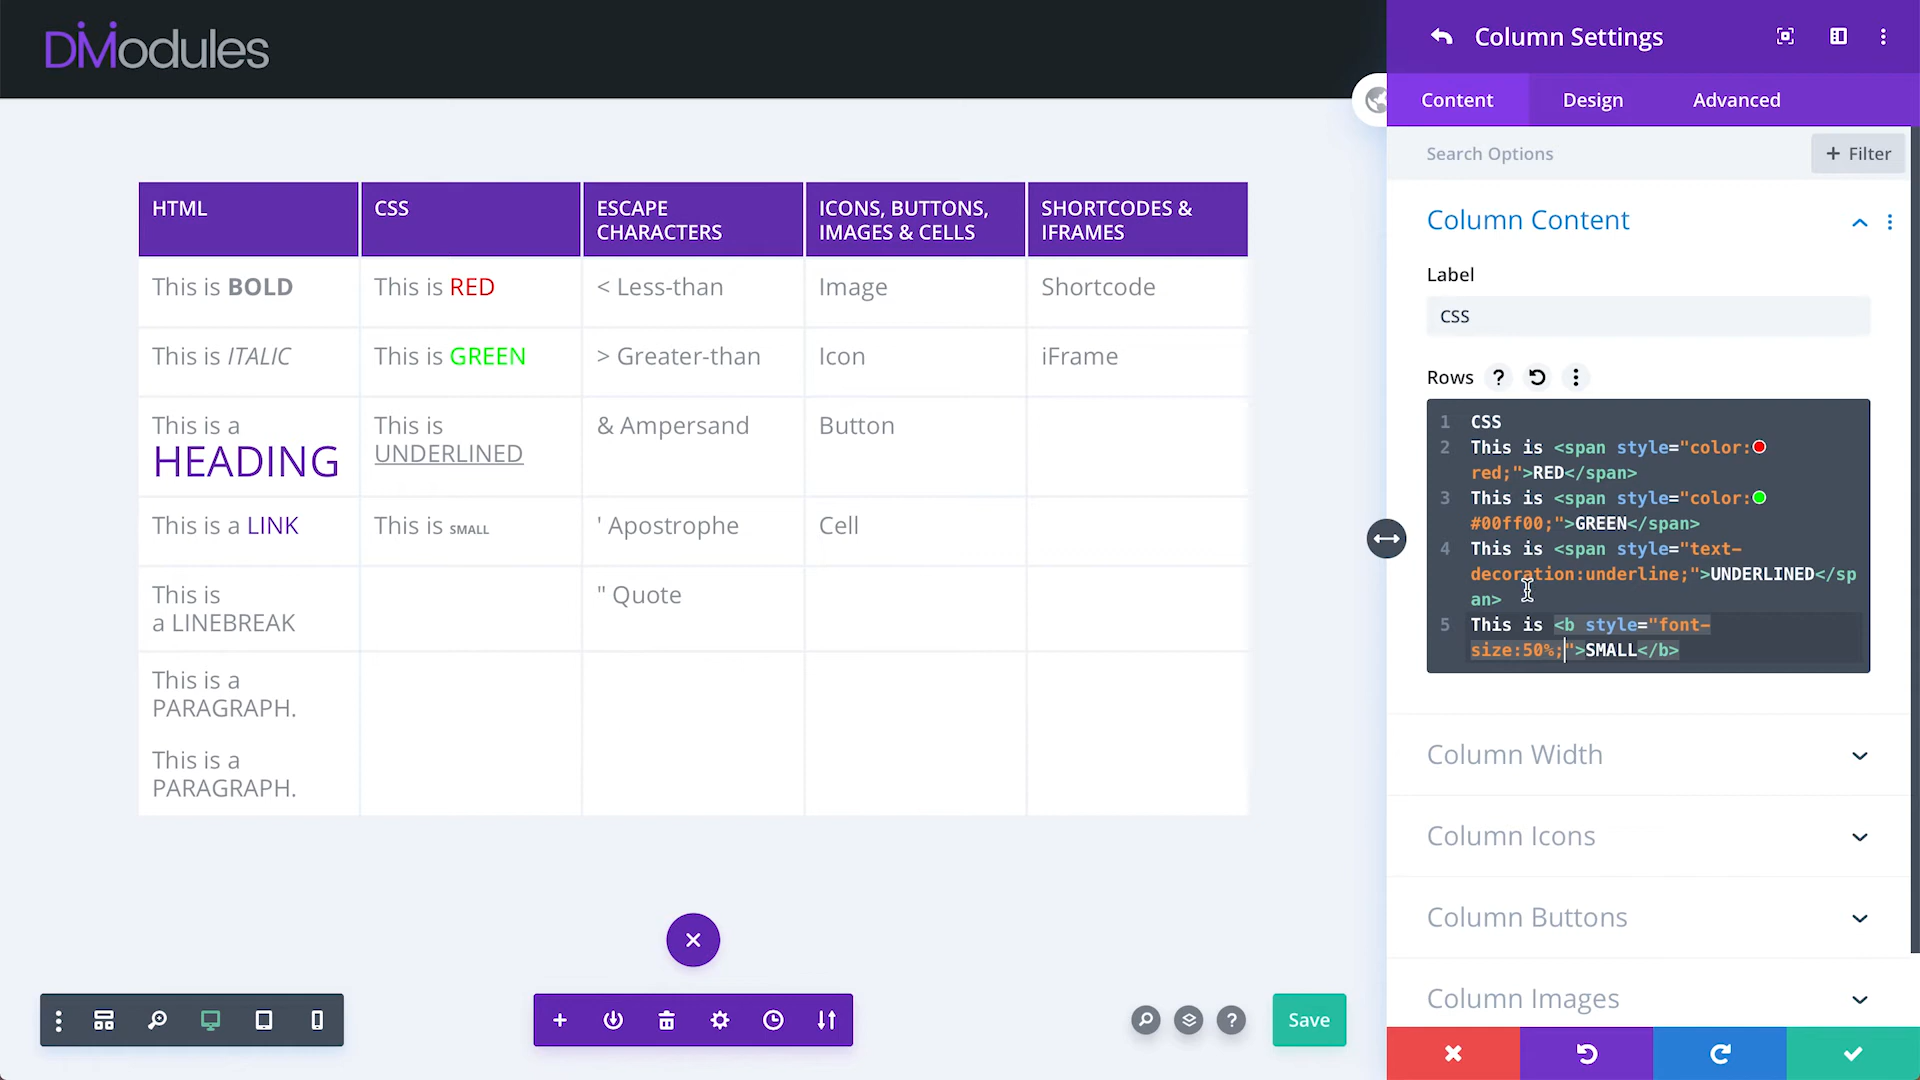 DiModules
HTML
CSS
ESCAPE
CHARACTERS
ICONS, BUTTONS,
IMAGES & CELLS
SHORTCODES &
IFRAMES
This is BOLD
This is RED
< Less-than
Image
Shortcode
This is ITALIC
This is GREEN
> Greater-than
Icon
iFrame
This is a
HEADING
This is
UNDERLINED
& Ampersand
Button
This is a LINK
This is SMALL
' Apostrophe
Cell
This is
a LINEBREAK
" Quote
This is a
PARAGRAPH.
This is a
PARAGRAPH.
Save
Column Settings
Content
Design
Advanced
Search Options
+ Filter
Column Content
Label
CSS
Rows
1 CSS
2 This is <span style="color:
red;">RED</span>
3 This is <span style="color:
#00ff00;">GREEN</span>
4 This is <span style="text-
decoration:underline;">UNDERLINED</sp
an>
5 This is <b style="font-
size:50%;">SMALL</b>
Column Width
Column Icons
Column Buttons
Column Images